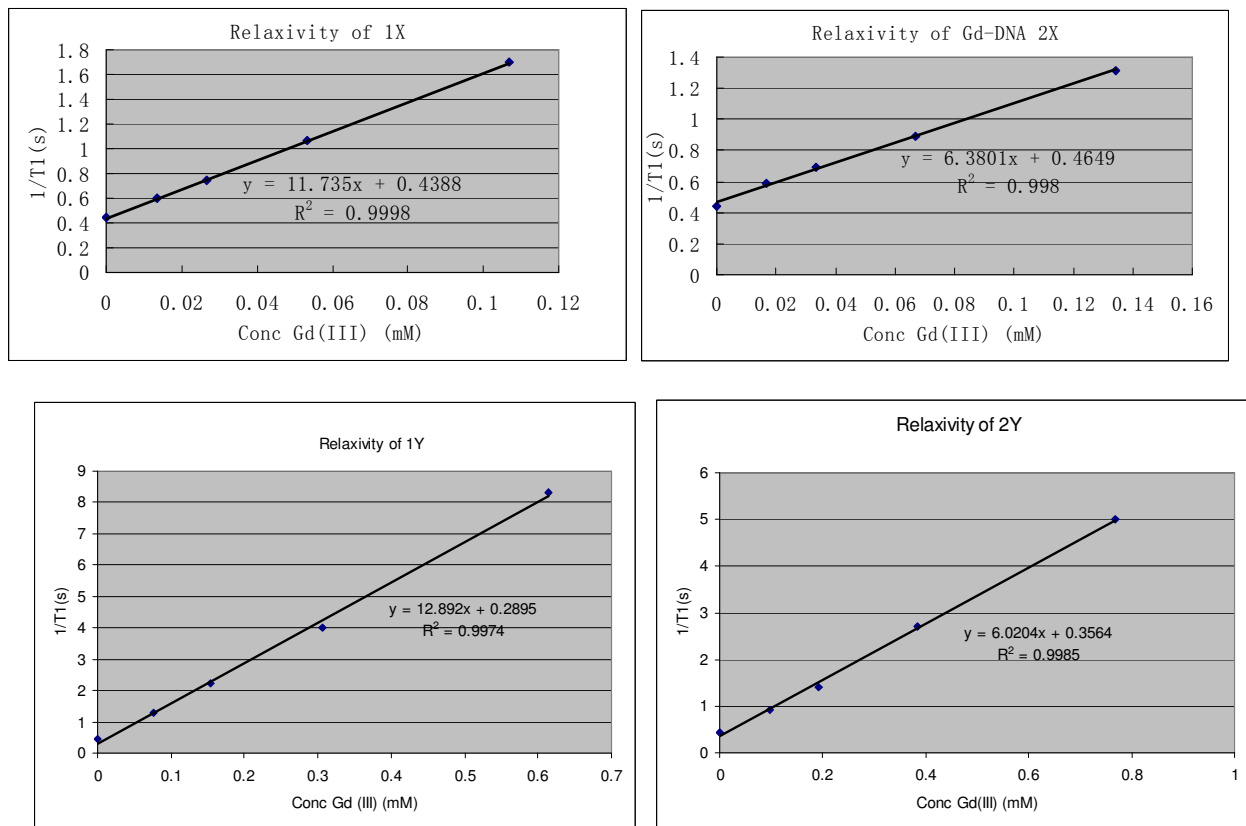 Relaxivity of 1X
1.8
1.6
1.4
1.2
1
0.8
0.6
0.4
0.2
0
1/T1(s)
y = 11.735x + 0.4388
R² = 0.9998
0 0.02 0.04 0.06 0.08 0.1 0.12
Conc Gd(III) (mM)
Relaxivity of Gd-DNA 2X
1.4
1.2
1
0.8
0.6
0.4
0.2
0
1/T1(s)
y = 6.3801x + 0.4649
R² = 0.998
0 0.02 0.04 0.06 0.08 0.1 0.12 0.14 0.16
Conc Gd(III) (mM)
Relaxivity of 1Y
9
8
7
6
5
4
3
2
1
0
1/T1(s)
y = 12.892x + 0.2895
R² = 0.9974
0 0.1 0.2 0.3 0.4 0.5 0.6 0.7
Conc Gd (III) (mM)
Relaxivity of 2Y
6
5
4
3
2
1
0
1/T1(s)
y = 6.0204x + 0.3564
R² = 0.9985
0 0.2 0.4 0.6 0.8 1
Conc Gd(III) (mM)